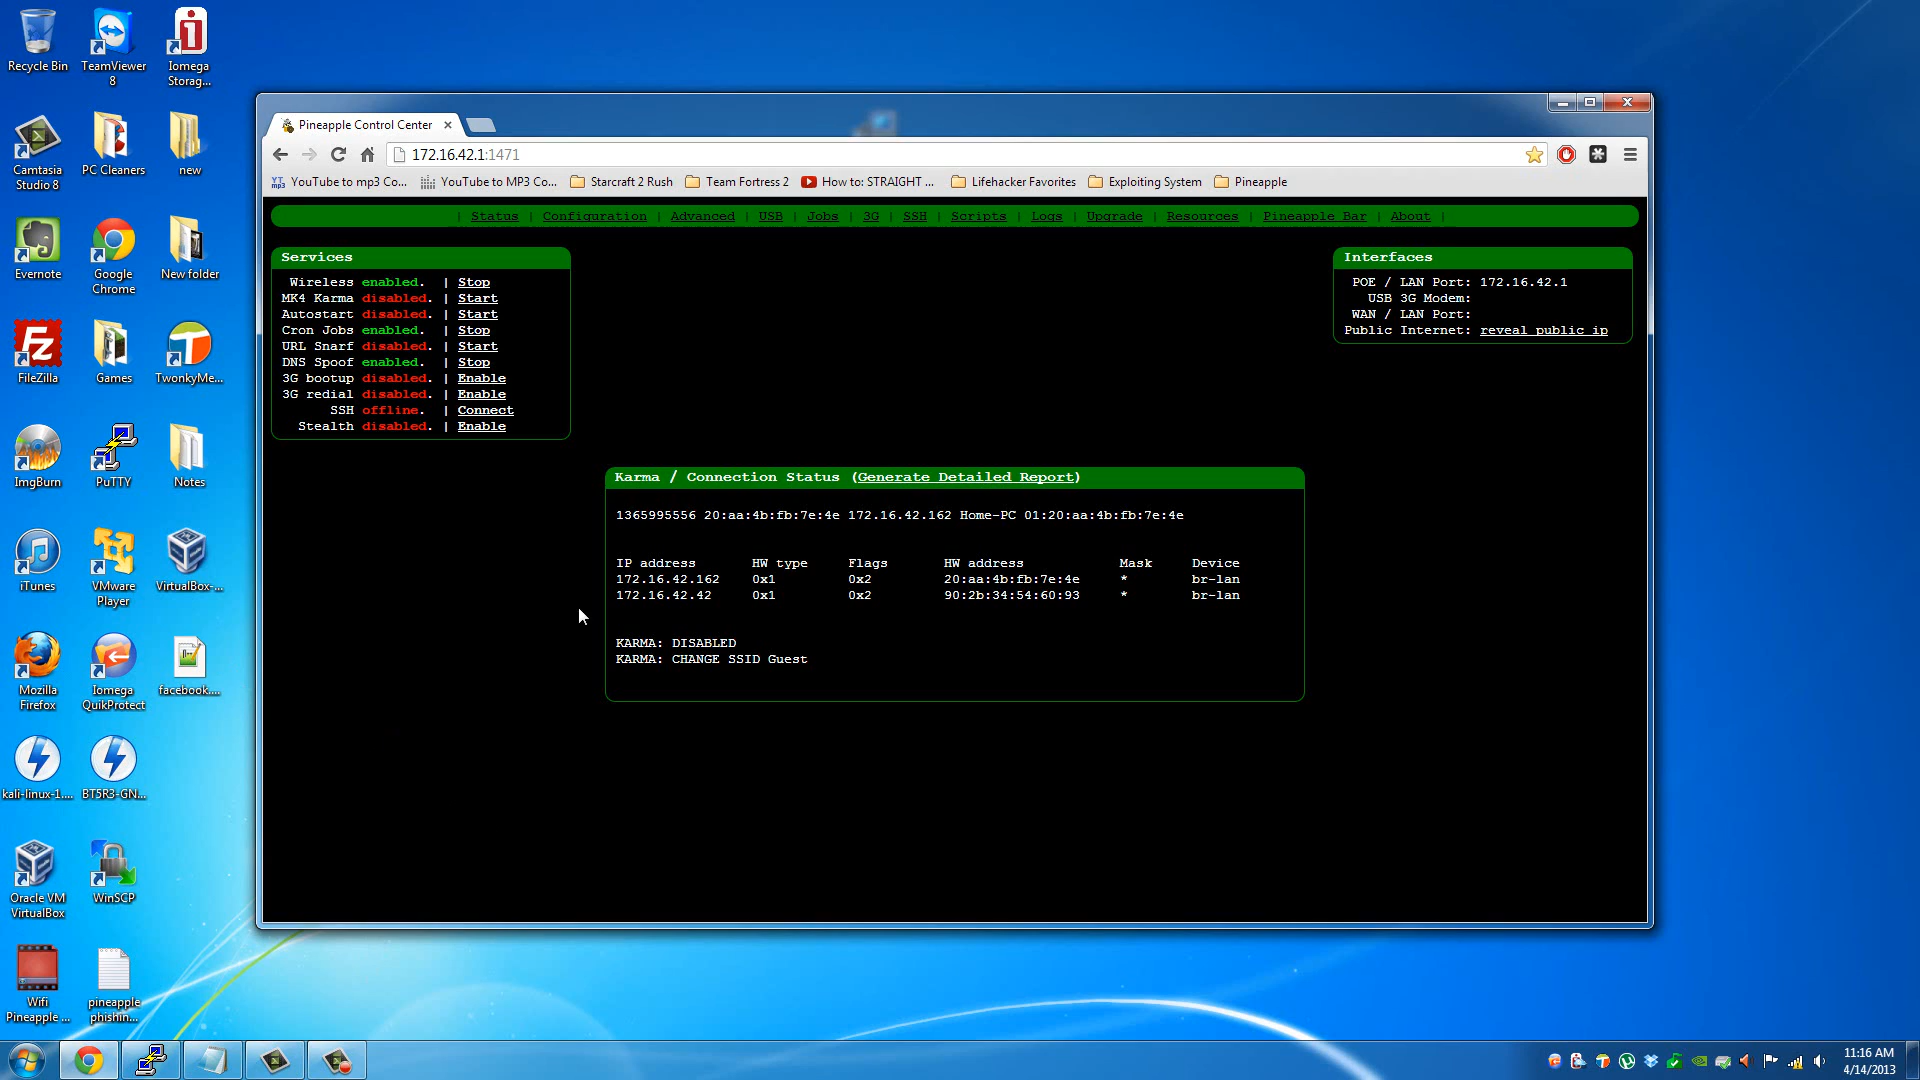 Recycle Bin
TeamViewer 8
Iomega Storag...
Camtasia Studio 8
PC Cleaners
new
Evernote
Google Chrome
New folder
FileZilla
Games
TwonkyMe...
ImgBurn
PuTTY
Notes
iTunes
VMware Player
VirtualBox-...
Mozilla Firefox
Iomega QuikProtect
facebook....
kali-linux-1....
BT5R3-GN...
Oracle VM VirtualBox
WinSCP
Wifi Pineapple ...
pineapple phishin...
Pineapple Control Center
172.16.42.1:1471
YouTube to mp3 Co...
YouTube to MP3 Co...
Starcraft 2 Rush
Team Fortress 2
How to: STRAIGHT ...
Lifehacker Favorites
Exploiting System
Pineapple
| Status | Configuration | Advanced | USB | Jobs | 3G | SSH | Scripts | Logs | Upgrade | Resources | Pineapple Bar | About |
Services
Wireless enabled. | Stop
MK4 Karma disabled. | Start
Autostart disabled. | Start
Cron Jobs enabled. | Stop
URL Snarf disabled. | Start
DNS Spoof enabled. | Stop
3G bootup disabled. | Enable
3G redial disabled. | Enable
SSH offline. | Connect
Stealth disabled. | Enable
Interfaces
POE / LAN Port: 172.16.42.1
USB 3G Modem:
WAN / LAN Port:
Public Internet: reveal public ip
Karma / Connection Status (Generate Detailed Report)
1365995556 20:aa:4b:fb:7e:4e 172.16.42.162 Home-PC 01:20:aa:4b:fb:7e:4e
IP address HW type Flags HW address Mask Device
172.16.42.162 0x1 0x2 20:aa:4b:fb:7e:4e * br-lan
172.16.42.42 0x1 0x2 90:2b:34:54:60:93 * br-lan
KARMA: DISABLED
KARMA: CHANGE SSID Guest
11:16 AM
4/14/2013